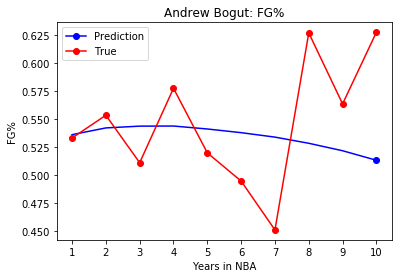 Andrew Bogut: FG%
Prediction
True
FG%
0.625
0.600
0.575
0.550
0.525
0.500
0.475
0.450
1 2 3 4 5 6 7 8 9 10
Years in NBA